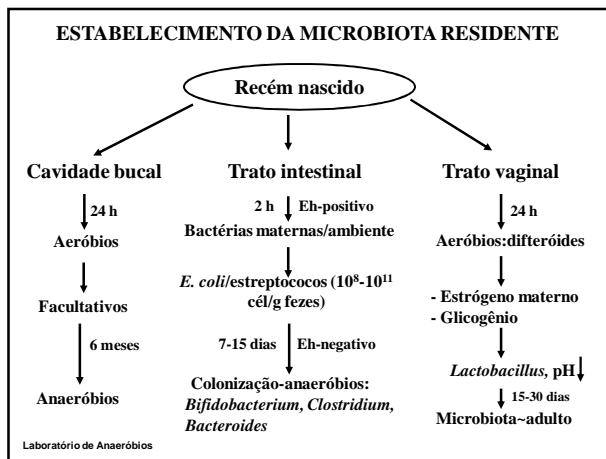 ESTABELECIMENTO DA MICROBIOTA RESIDENTE
Recém nascido
Cavidade bucal
24 h
Aeróbios
Facultativos
6 meses
Anaeróbios
Trato intestinal
2 h Eh-positivo
Bactérias maternas/ambiente
E. coli/estreptococos (10⁸-10¹¹
cél/g fezes)
7-15 dias Eh-negativo
Colonização-anaeróbios:
Bifidobacterium, Clostridium,
Bacteroides
Trato vaginal
24 h
Aeróbios:difteróides
- Estrógeno materno
- Glicogênio
Lactobacillus, pH
15-30 dias
Microbiota~adulto
Laboratório de Anaeróbios